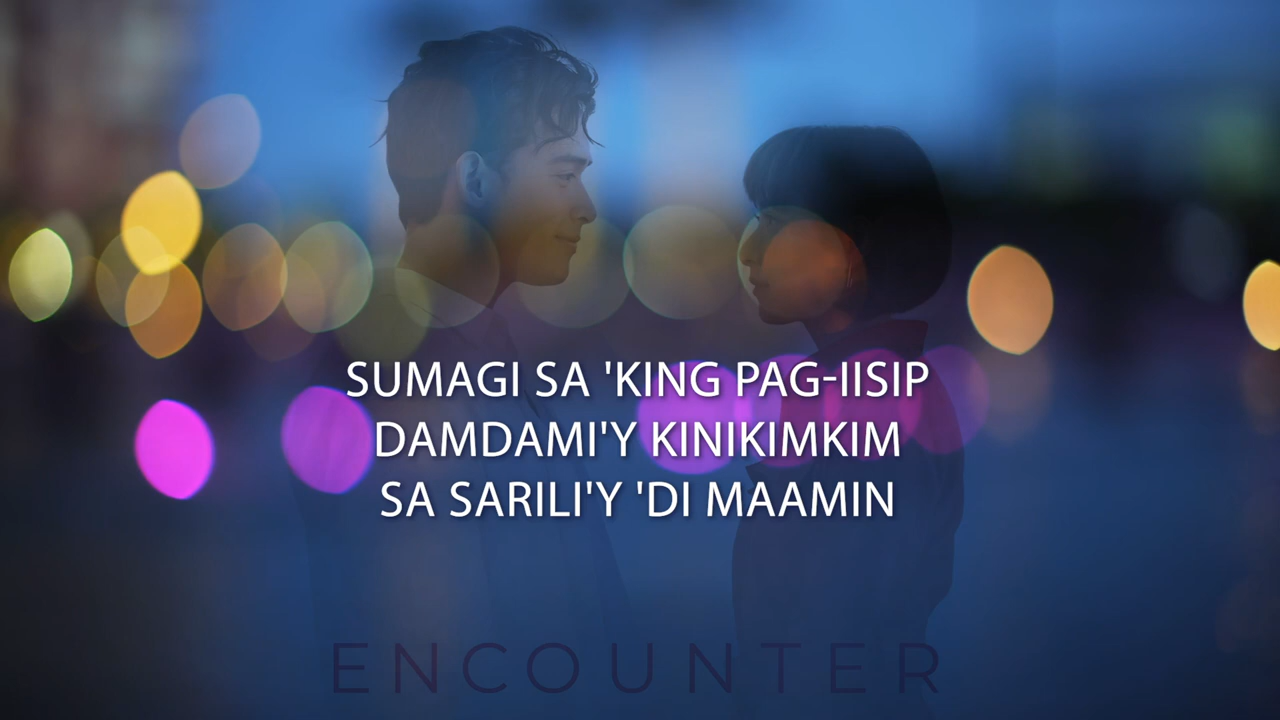 SUMAGI SA 'KING PAG-IISIP
DAMDAMI'Y KINIKIMKIM
SA SARILI'Y 'DI MAAMIN
ENCOUNTER